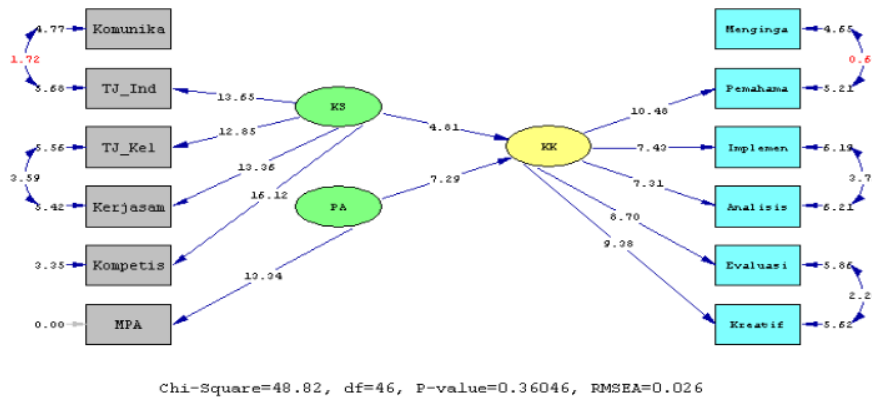 4.77 Komunika Menginga 4.65
1.72 0.6
TJ_Ind 13.65 KS Pemahama 5.21
10.48
12.85 4.81
5.56 TJ_Kel KK 7.43 Implemen 6.19
3.59 13.36 3.7
7.29 7.31
16.12
5.42 Kerjasam PA Analisis 6.21
8.70
3.35 Kompetis 9.38 Evaluasi 5.86
13.34
2.2
0.00 MPA Kreatif 5.62
Chi-Square=48.82, df=46, P-value=0.36046, RMSEA=0.026